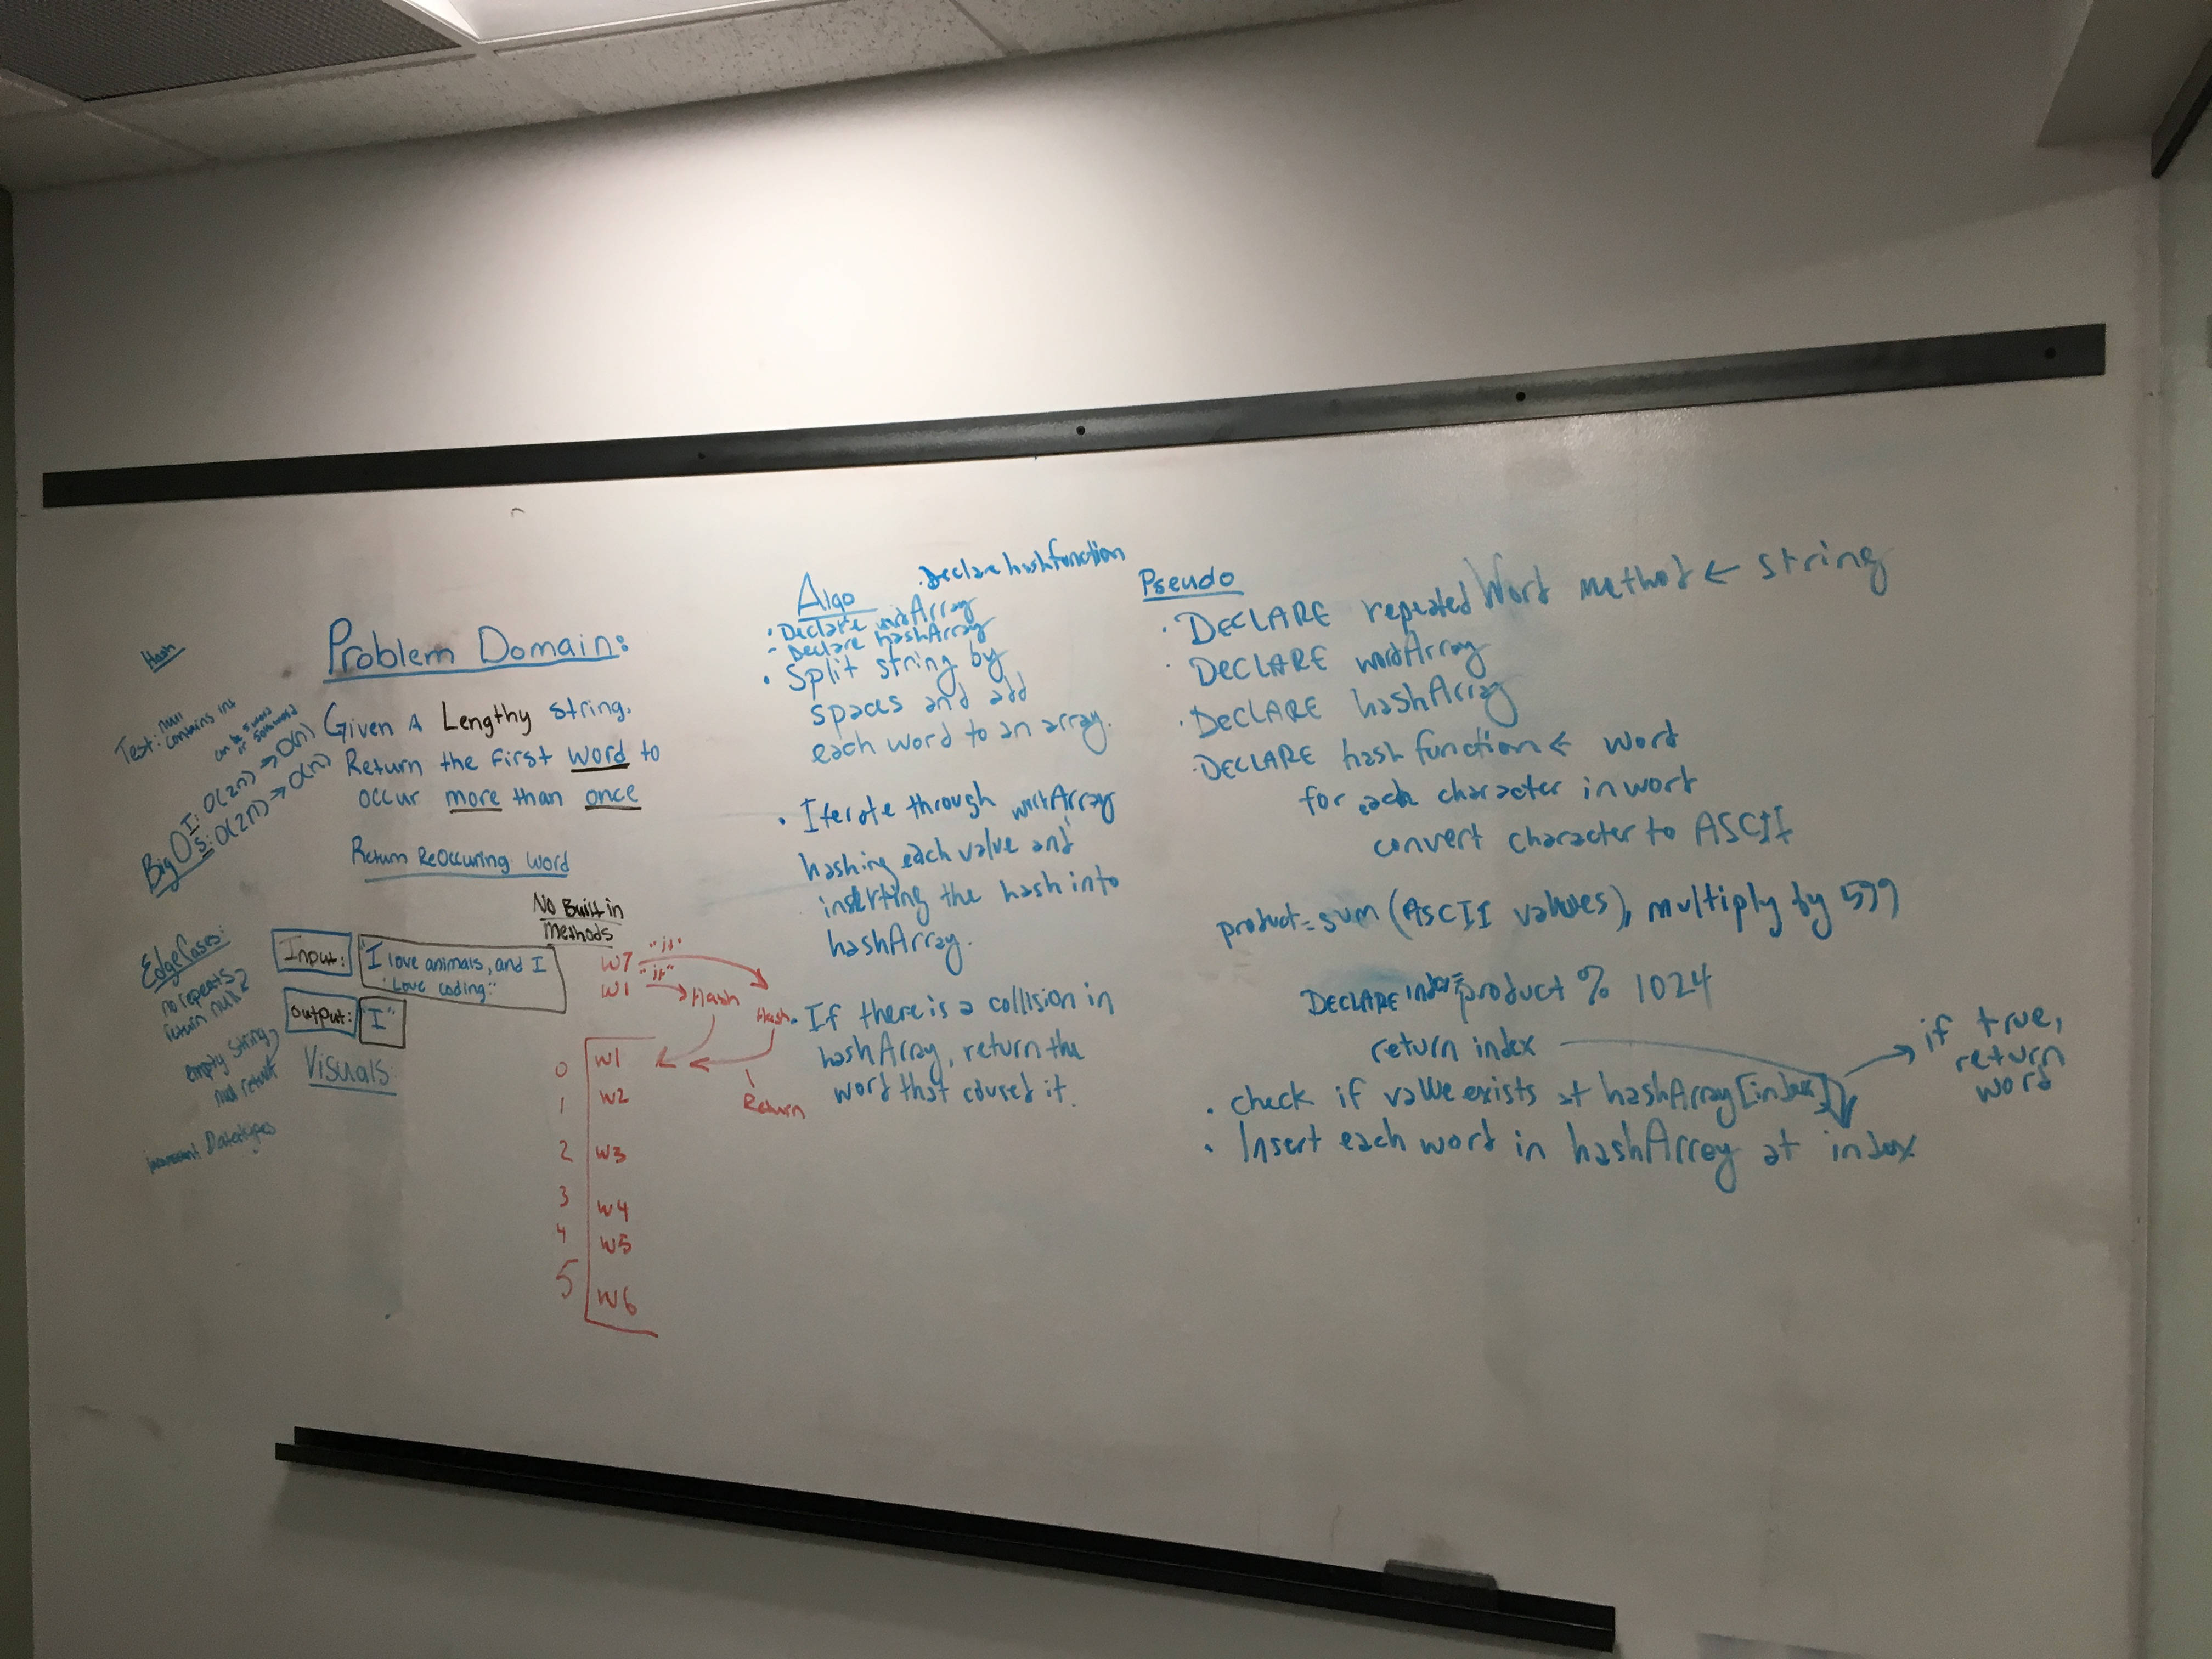 Hash
Test: null
contains int
can be 5 word
or 500k word
Big O T: O(2n) → O(n)
S: O(2n) → O(n)
Edge Cases:
no repeats?
return null?
empty string?
null return
Datatypes
Problem Domain:
Given A Lengthy string,
Return the first word to
occur more than once
Return ReOccuring Word
No Built in
Methods
Input:
"I love animals, and I
Love coding."
Output:
"I"
Visuals
W7 "it"
W1 "it"
Hash
Hash
Return
0 W1
1 W2
2 W3
3 W4
4 W5
5 W6
Algo
· Declare hashfunction
· Declare wordArray
- Declare hashArray
· Split string by
spaces and add
each word to an array.
· Iterate through wordArray
hashing each value and
inserting the hash into
hashArray.
· If there is a collision in
hashArray, return the
word that caused it.
Pseudo
· DECLARE repeatedWord method ← string
· DECLARE wordArray
· DECLARE hashArray
· DECLARE hash function ← word
for each character in word
convert character to ASCII
product = sum (ASCII values), multiply by 599
DECLARE index = product % 1024
return index
· check if value exists at hashArray[index]
if true,
return
word
· Insert each word in hashArray at index